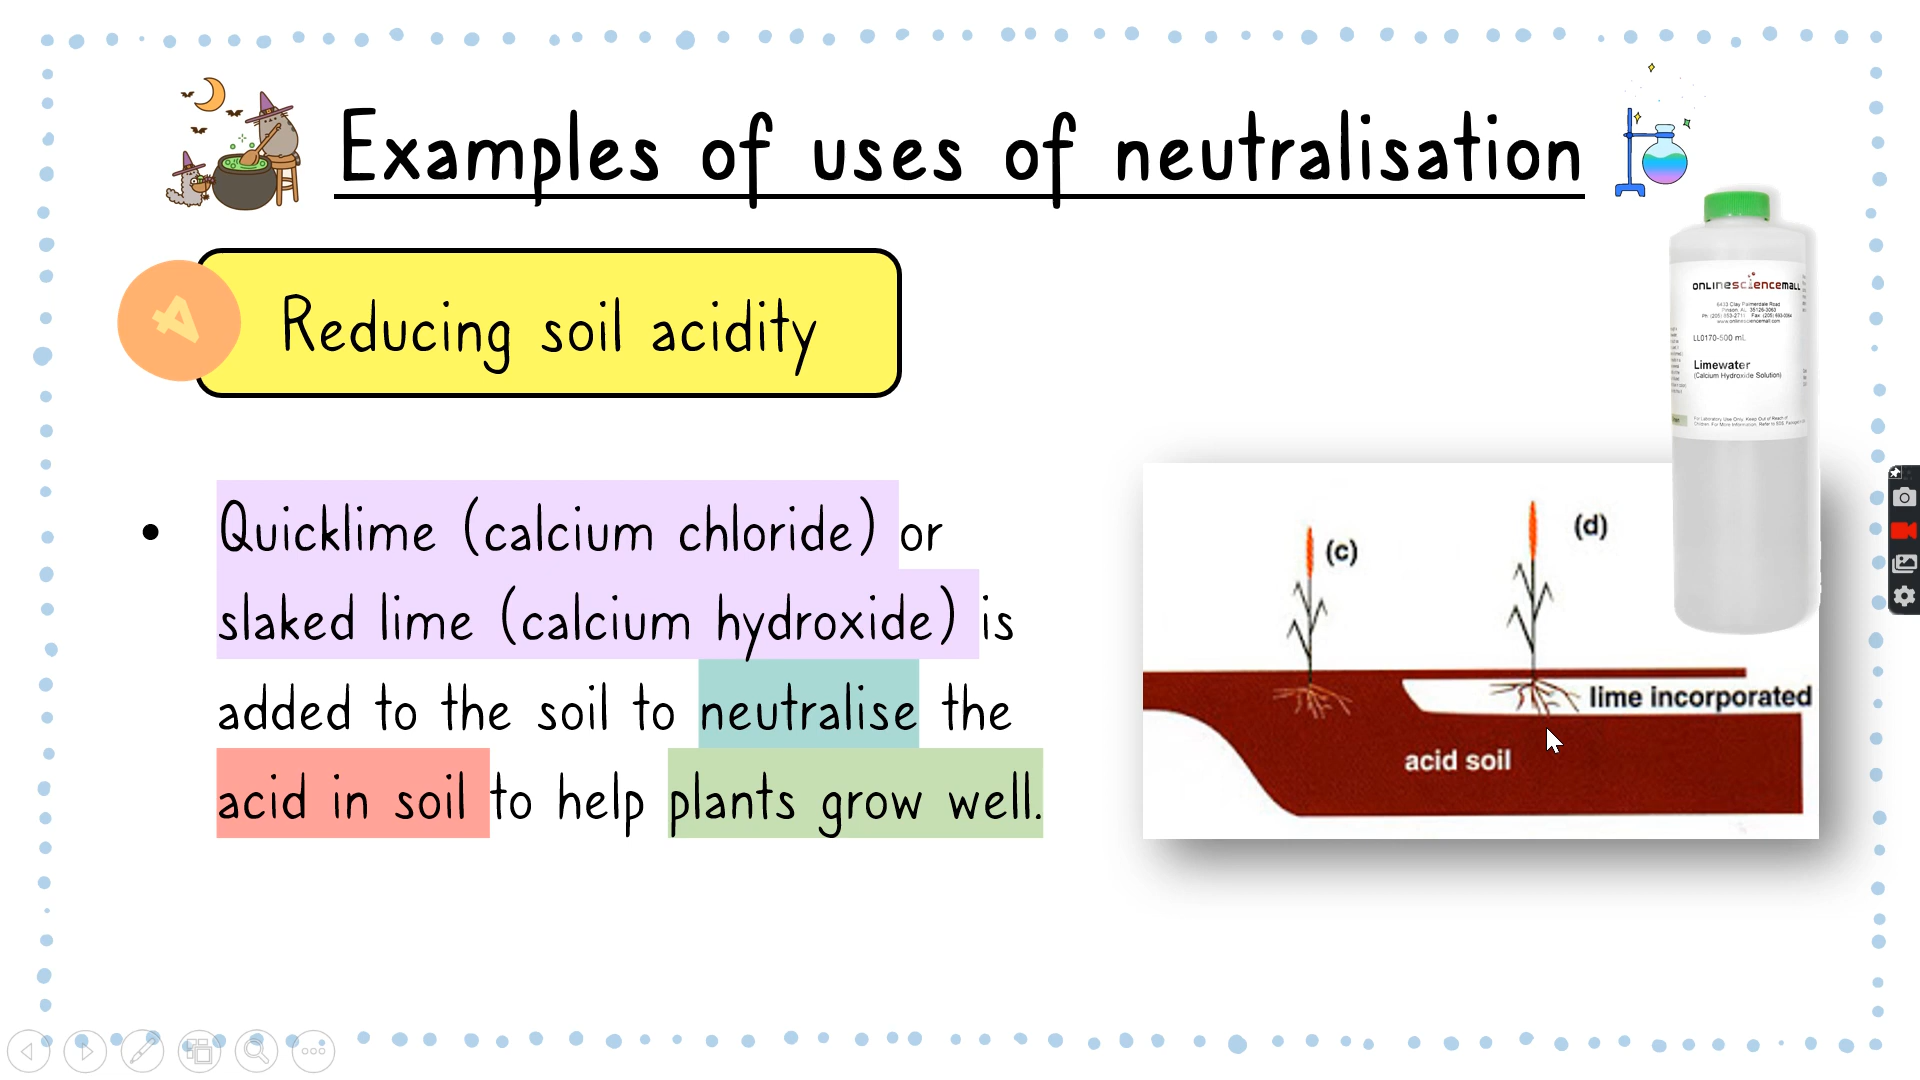 Examples of uses of neutralisation
4
Reducing soil acidity
• Quicklime (calcium chloride) or
slaked lime (calcium hydroxide) is
added to the soil to neutralise the
acid in soil to help plants grow well.
(c)
(d)
lime incorporated
acid soil
onlinesciencemall
LL0170-500 mL
Limewater
(Calcium Hydroxide Solution)